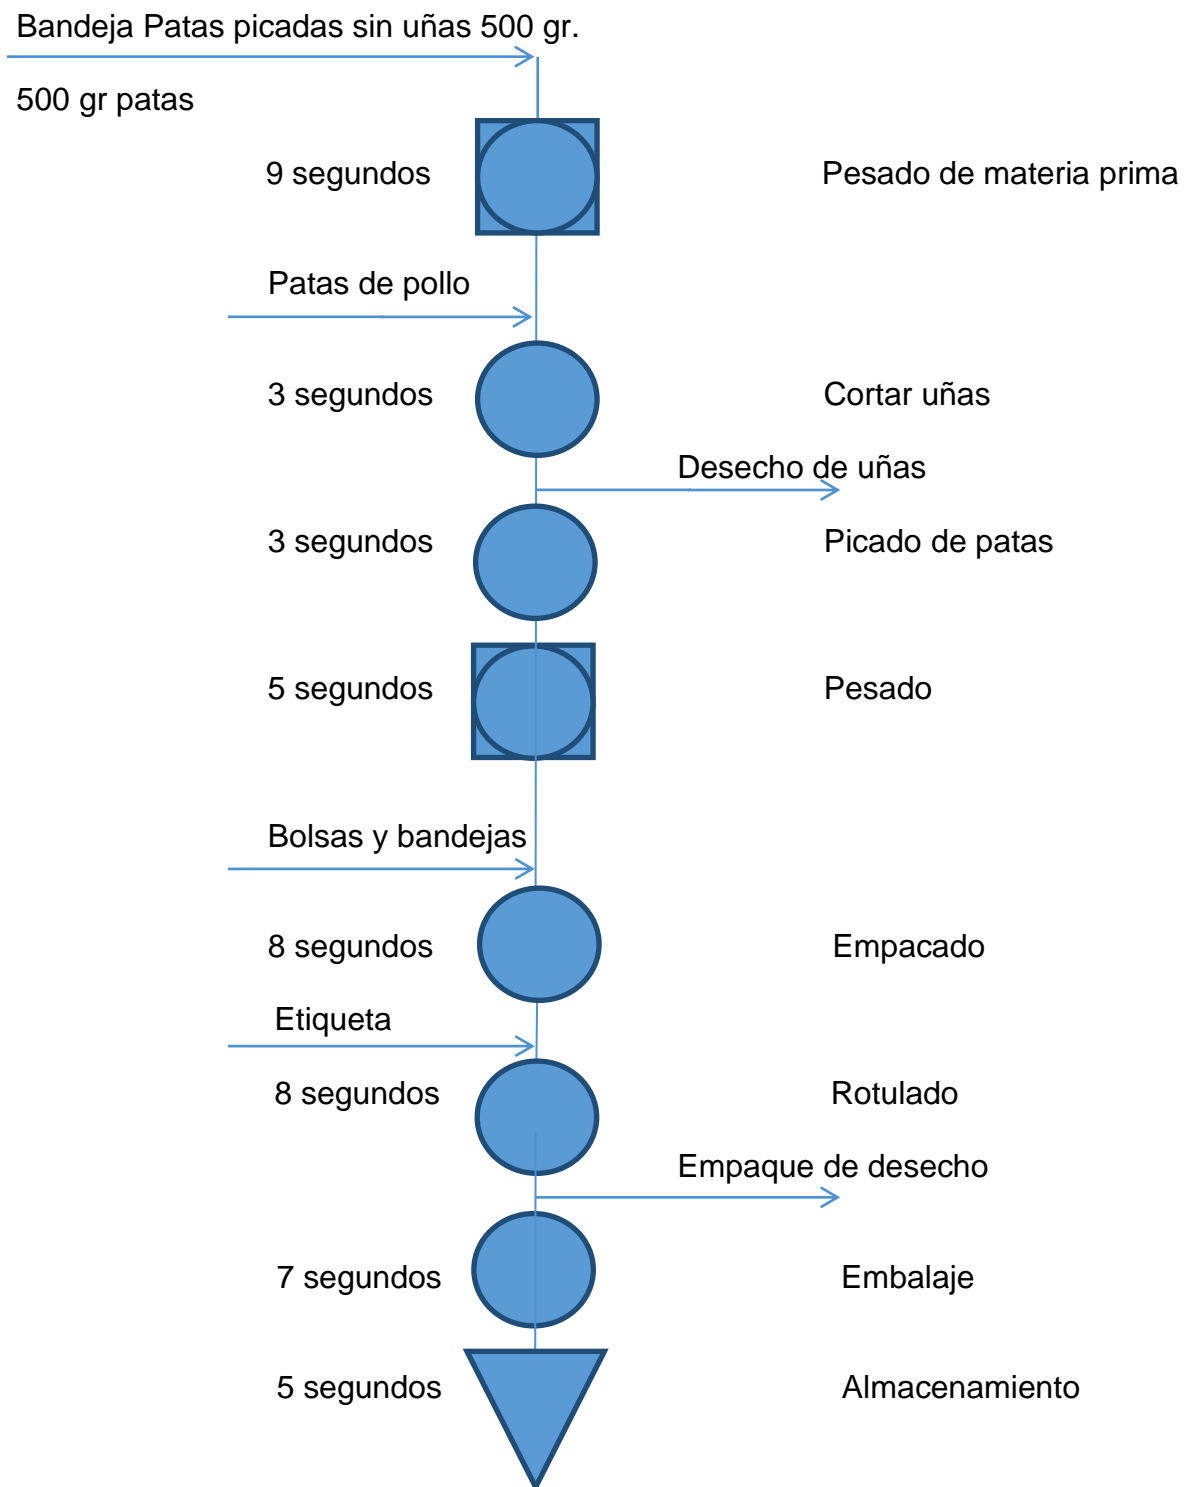 Bandeja Patas picadas sin uñas 500 gr.
500 gr patas
9 segundos
Pesado de materia prima
Patas de pollo
3 segundos
Cortar uñas
Desecho de uñas
3 segundos
Picado de patas
5 segundos
Pesado
Bolsas y bandejas
8 segundos
Empacado
Etiqueta
8 segundos
Rotulado
Empaque de desecho
7 segundos
Embalaje
5 segundos
Almacenamiento